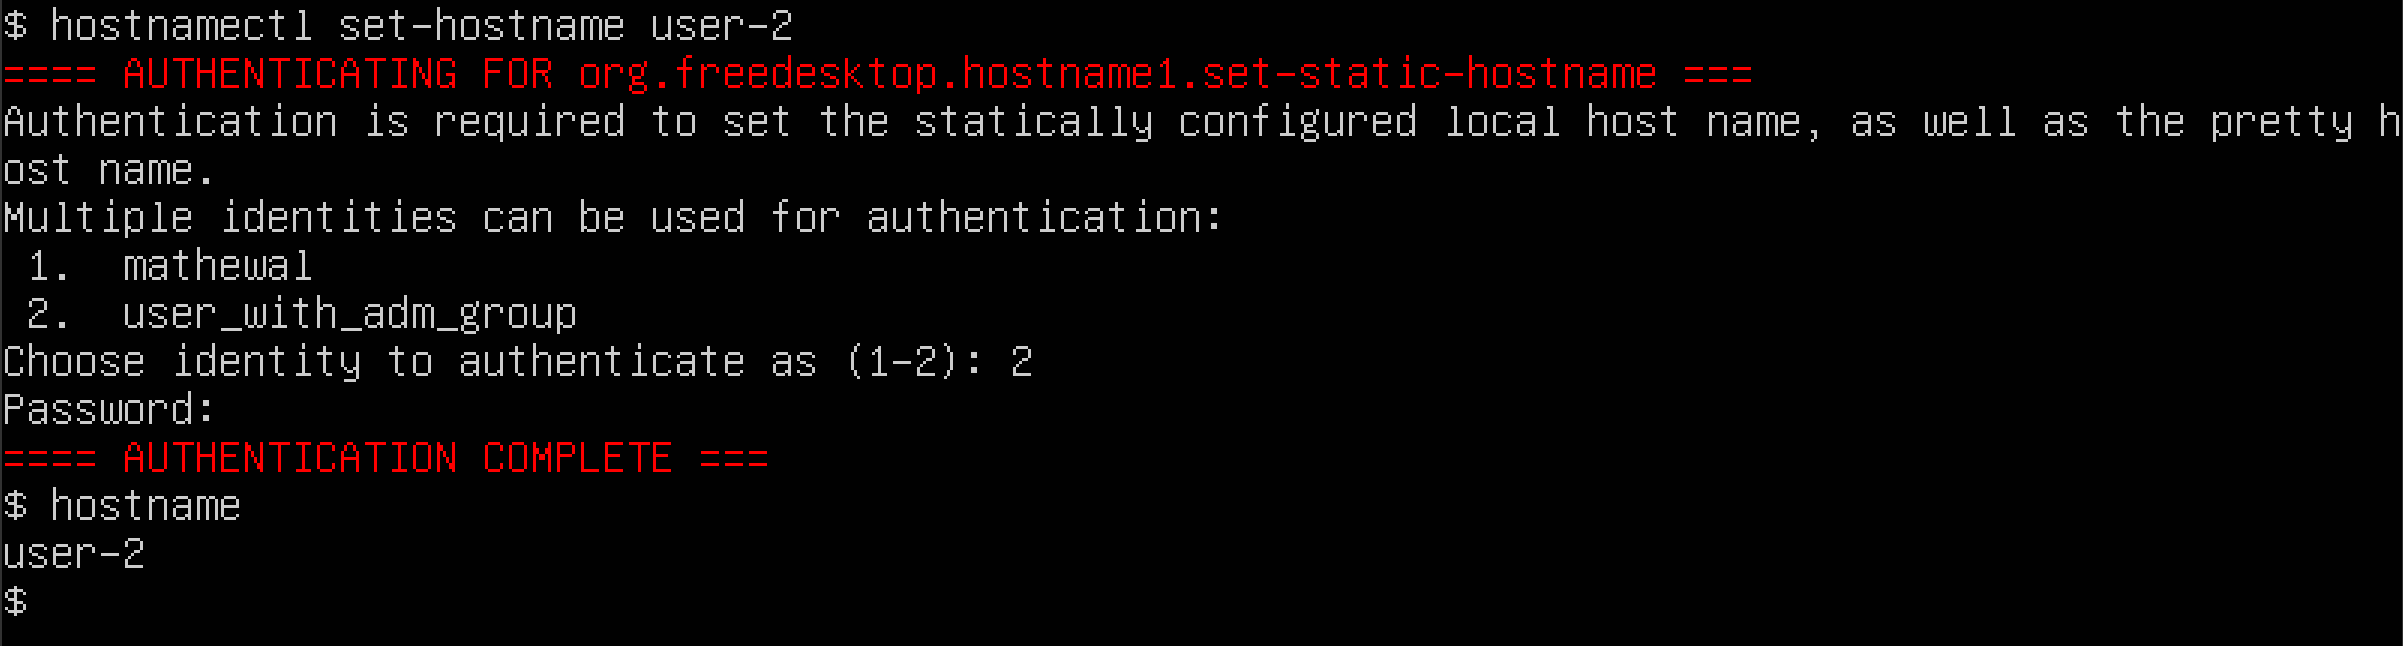 $ hostnamectl set-hostname user-2
==== AUTHENTICATING FOR org.freedesktop.hostname1.set-static-hostname ===
Authentication is required to set the statically configured local host name, as well as the pretty h
ost name.
Multiple identities can be used for authentication:
 1.  mathewal
 2.  user_with_adm_group
Choose identity to authenticate as (1-2): 2
Password:
==== AUTHENTICATION COMPLETE ===
$ hostname
user-2
$